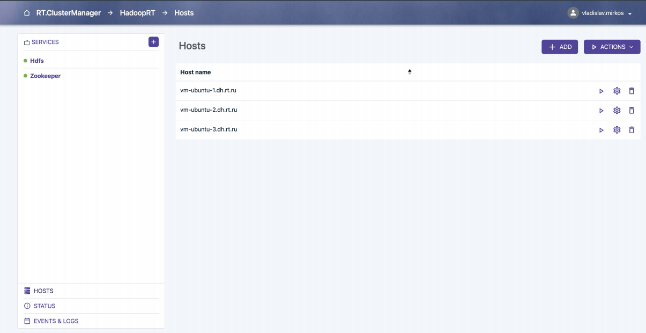 RT.ClusterManager → HadoopRT → Hosts
vladislav.mirkos
SERVICES
Hdfs
Zookeeper
HOSTS
STATUS
EVENTS & LOGS
Hosts
ADD
ACTIONS
Host name
vm-ubuntu-1.dh.rt.ru
vm-ubuntu-2.dh.rt.ru
vm-ubuntu-3.dh.rt.ru